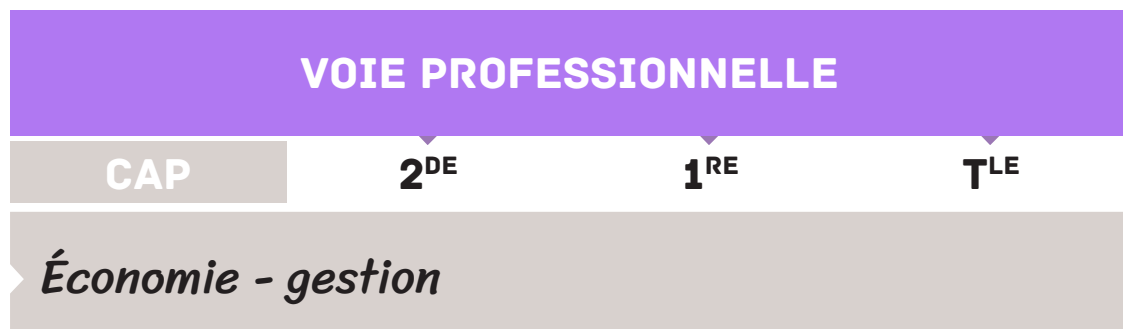 VOIE PROFESSIONNELLE
CAP 2DE 1RE TLE
Économie - gestion